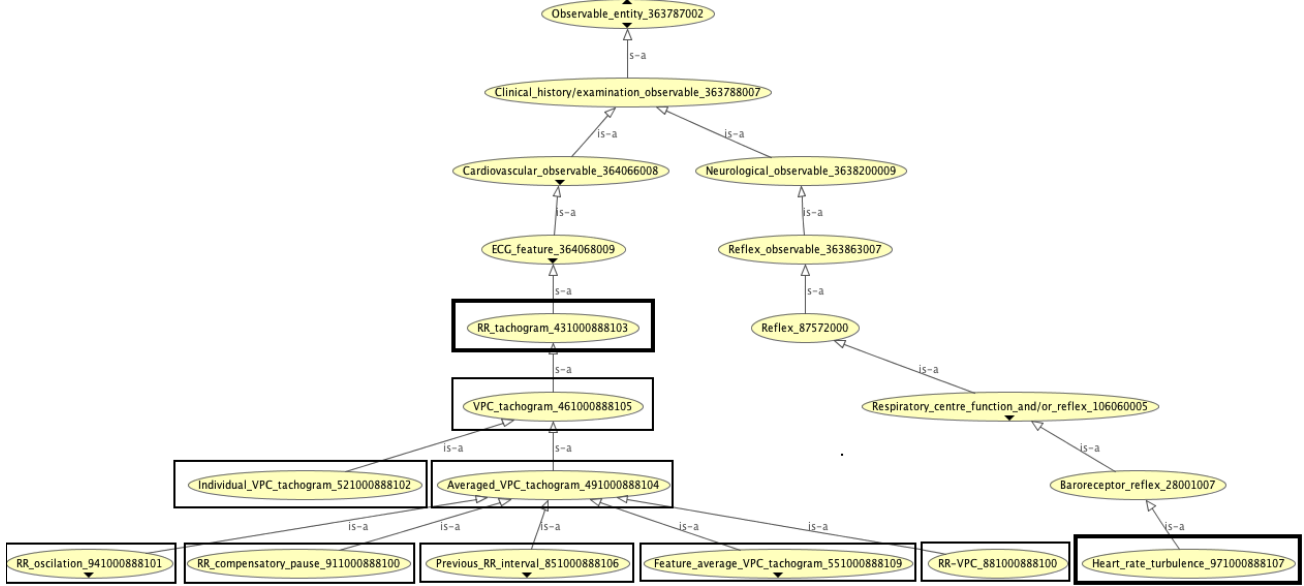 Observable_entity_363787002
s-a
Clinical_history/examination_observable_363788007
is-a
is-a
Cardiovascular_observable_364066008
Neurological_observable_3638200009
is-a
is-a
ECG_feature_364068009
Reflex_observable_363863007
s-a
s-a
RR_tachogram_431000888103
Reflex_87572000
s-a
is-a
VPC_tachogram_461000888105
Respiratory_centre_function_and/or_reflex_106060005
is-a
s-a
is-a
Individual_VPC_tachogram_521000888102
Averaged_VPC_tachogram_491000888104
Baroreceptor_reflex_28001007
is-a
is-a
is-a
is-a
is-a
is-a
RR_oscilation_941000888101
RR_compensatory_pause_911000888100
Previous_RR_interval_851000888106
Feature_average_VPC_tachogram_551000888109
RR-VPC_881000888100
Heart_rate_turbulence_971000888107